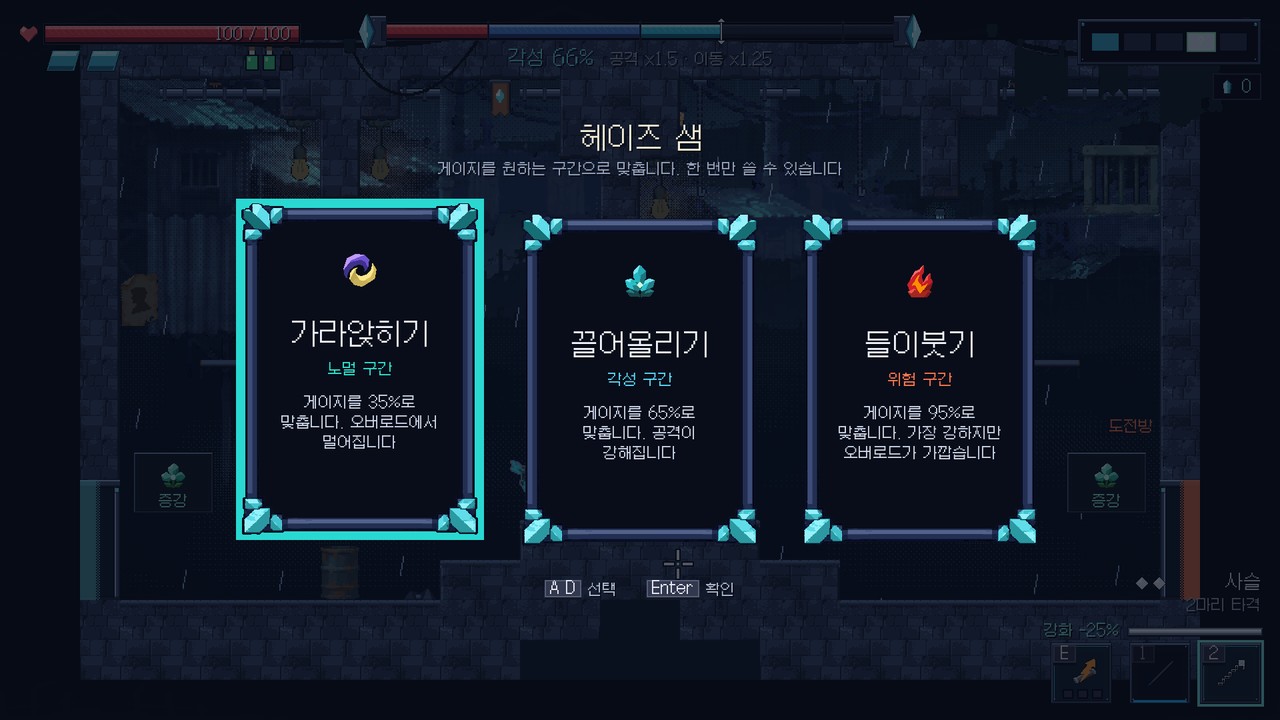 100 / 100
각성 66% 공격 x1.5 · 이동 x1.25
0
헤이즈 샘
게이지를 원하는 구간으로 맞춥니다. 한 번만 쓸 수 있습니다
가라앉히기
노멀 구간
게이지를 35%로
맞춥니다. 오버로드에서
멀어집니다
끌어올리기
각성 구간
게이지를 65%로
맞춥니다. 공격이
강해집니다
들이붓기
위험 구간
게이지를 95%로
맞춥니다. 가장 강하지만
오버로드가 가깝습니다
도전방
증강
증강
A D 선택 Enter 확인
사슬
2마리 타격
강화 -25%
E 1 2